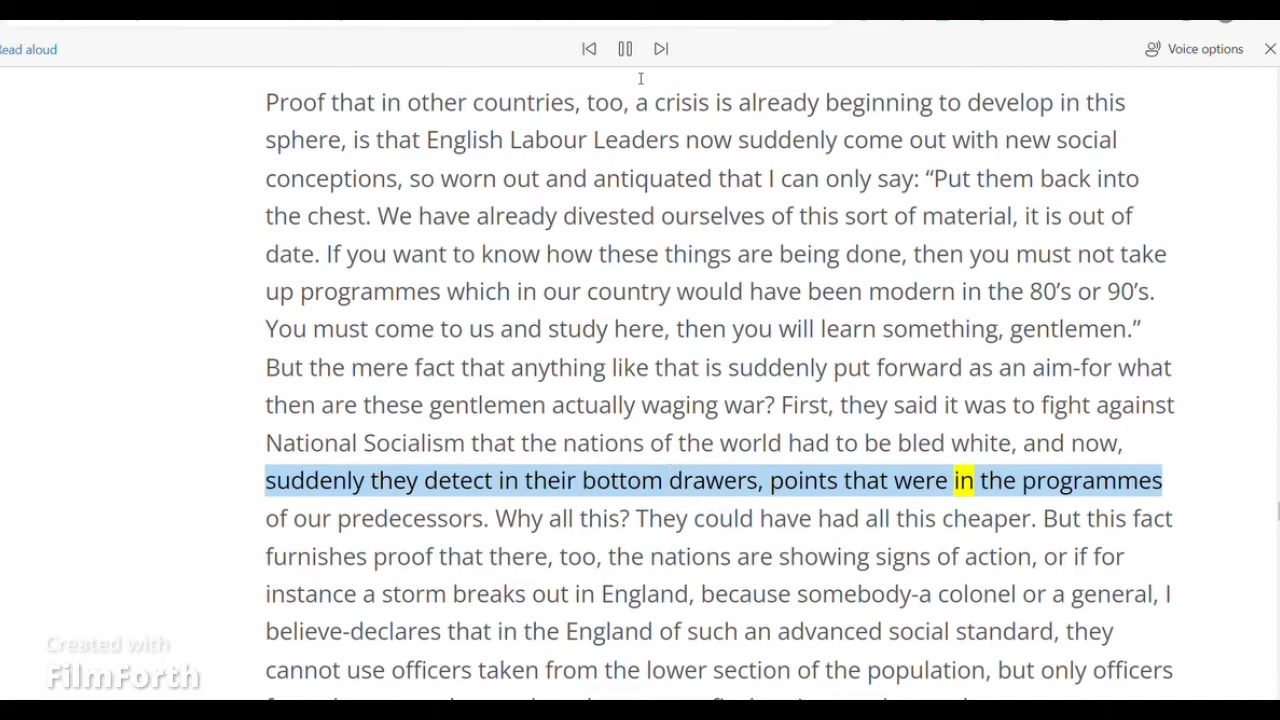 Read aloud
Voice options
Proof that in other countries, too, a crisis is already beginning to develop in this
sphere, is that English Labour Leaders now suddenly come out with new social
conceptions, so worn out and antiquated that I can only say: “Put them back into
the chest. We have already divested ourselves of this sort of material, it is out of
date. If you want to know how these things are being done, then you must not take
up programmes which in our country would have been modern in the 80’s or 90’s.
You must come to us and study here, then you will learn something, gentlemen.”
But the mere fact that anything like that is suddenly put forward as an aim-for what
then are these gentlemen actually waging war? First, they said it was to fight against
National Socialism that the nations of the world had to be bled white, and now,
suddenly they detect in their bottom drawers, points that were in the programmes
of our predecessors. Why all this? They could have had all this cheaper. But this fact
furnishes proof that there, too, the nations are showing signs of action, or if for
instance a storm breaks out in England, because somebody-a colonel or a general, I
believe-declares that in the England of such an advanced social standard, they
cannot use officers taken from the lower section of the population, but only officers
Created with
FilmForth